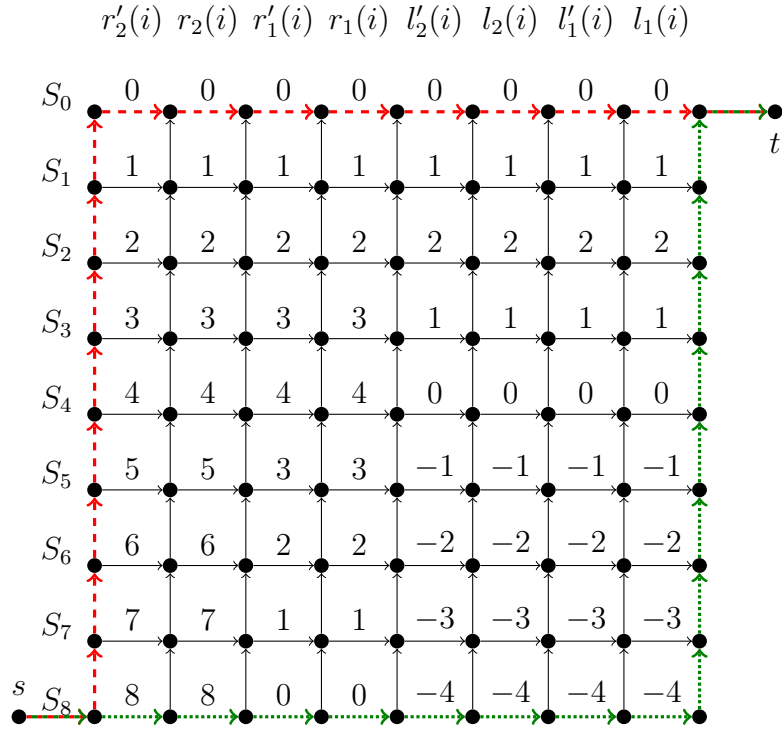 r′₂(i) r₂(i) r′₁(i) r₁(i) l′₂(i) l₂(i) l′₁(i) l₁(i)
S₀ 0 0 0 0 0 0 0 0
t
S₁ 1 1 1 1 1 1 1 1
S₂ 2 2 2 2 2 2 2 2
S₃ 3 3 3 3 1 1 1 1
S₄ 4 4 4 4 0 0 0 0
S₅ 5 5 3 3 −1 −1 −1 −1
S₆ 6 6 2 2 −2 −2 −2 −2
S₇ 7 7 1 1 −3 −3 −3 −3
s
S₈ 8 8 0 0 −4 −4 −4 −4